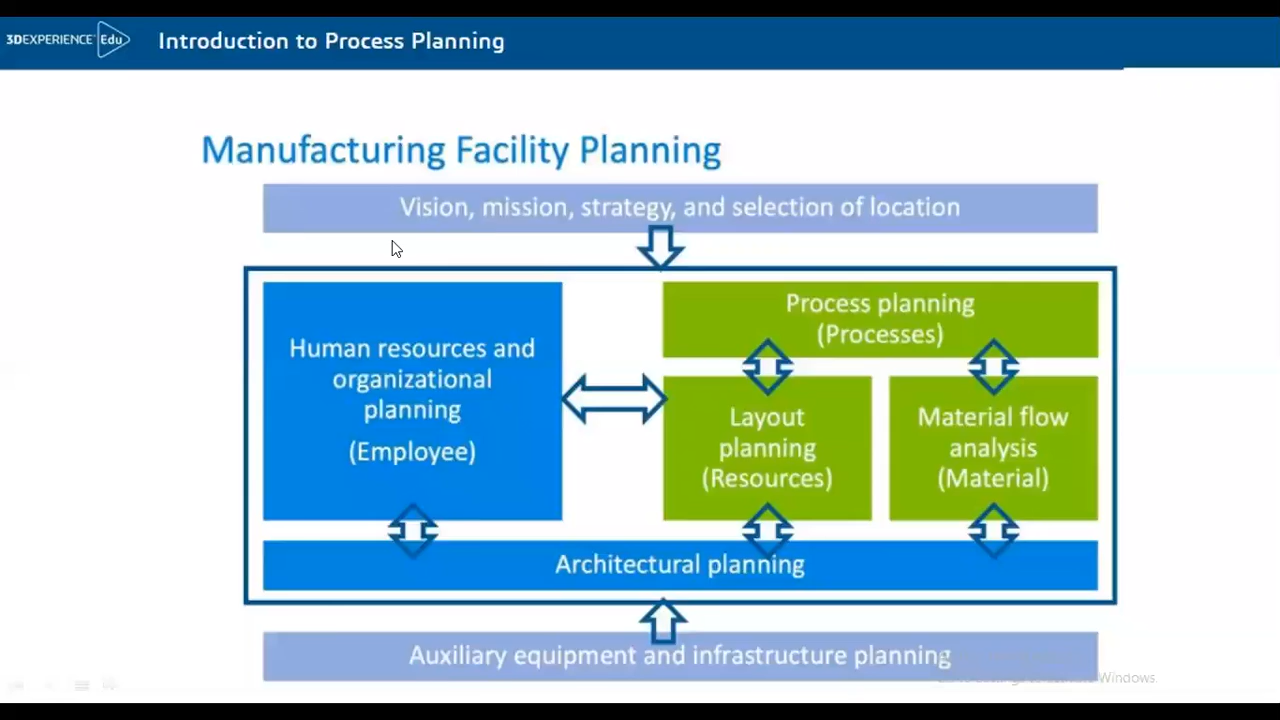 3DEXPERIENCE Edu
Introduction to Process Planning
Manufacturing Facility Planning
Vision, mission, strategy, and selection of location
Human resources and
organizational
planning
(Employee)
Process planning
(Processes)
Layout
planning
(Resources)
Material flow
analysis
(Material)
Architectural planning
Auxiliary equipment and infrastructure planning
Windows.